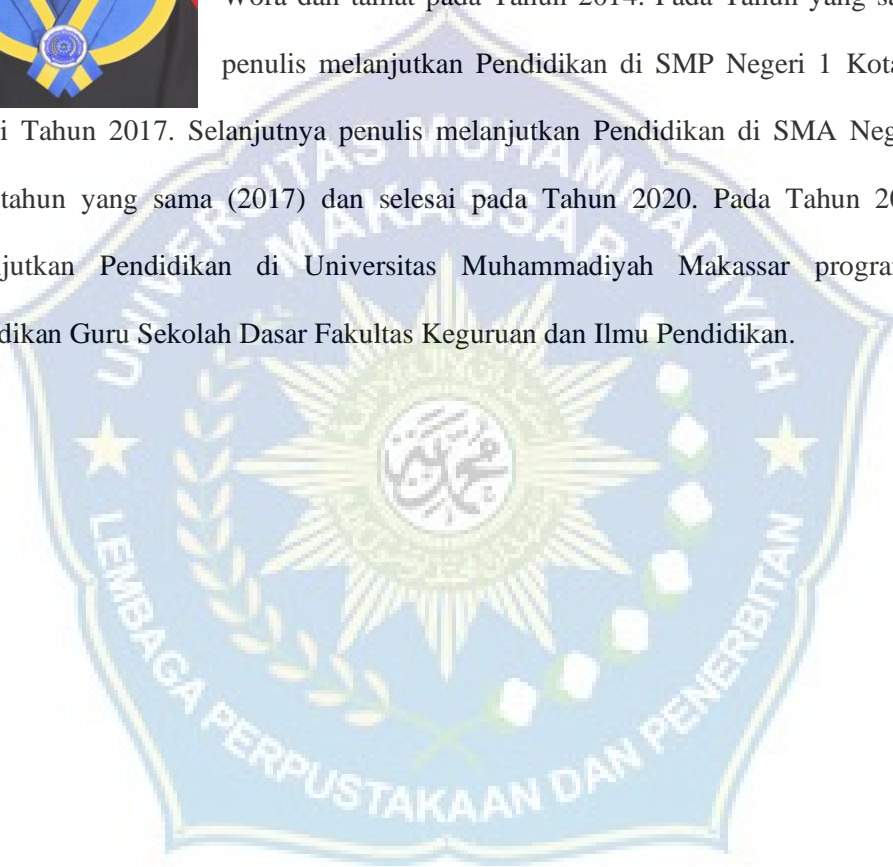 Wora dan tamat pada Tahun 2014. Pada Tahun yang sa
penulis melanjutkan Pendidikan di SMP Negeri 1 Kota
i Tahun 2017. Selanjutnya penulis melanjutkan Pendidikan di SMA Neg
tahun yang sama (2017) dan selesai pada Tahun 2020. Pada Tahun 20
jutkan Pendidikan di Universitas Muhammadiyah Makassar progra
dikan Guru Sekolah Dasar Fakultas Keguruan dan Ilmu Pendidikan.
UNIVERSITAS MUHAMMADIYAH
MAKASSAR
محمدية
LEMBAGA PERPUSTAKAAN DAN PENERBITAN